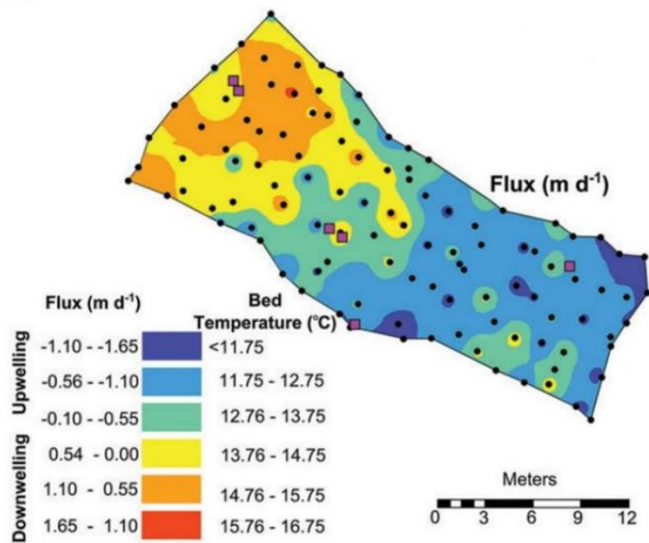 Flux (m d⁻¹)
Flux (m d⁻¹)
Bed
Temperature (°C)
Upwelling
Downwelling
-1.10 - -1.65
<11.75
-0.56 - -1.10
11.75 - 12.75
-0.10 - -0.55
12.76 - 13.75
0.54 - 0.00
13.76 - 14.75
1.10 - 0.55
14.76 - 15.75
1.65 - 1.10
15.76 - 16.75
Meters
0 3 6 9 12